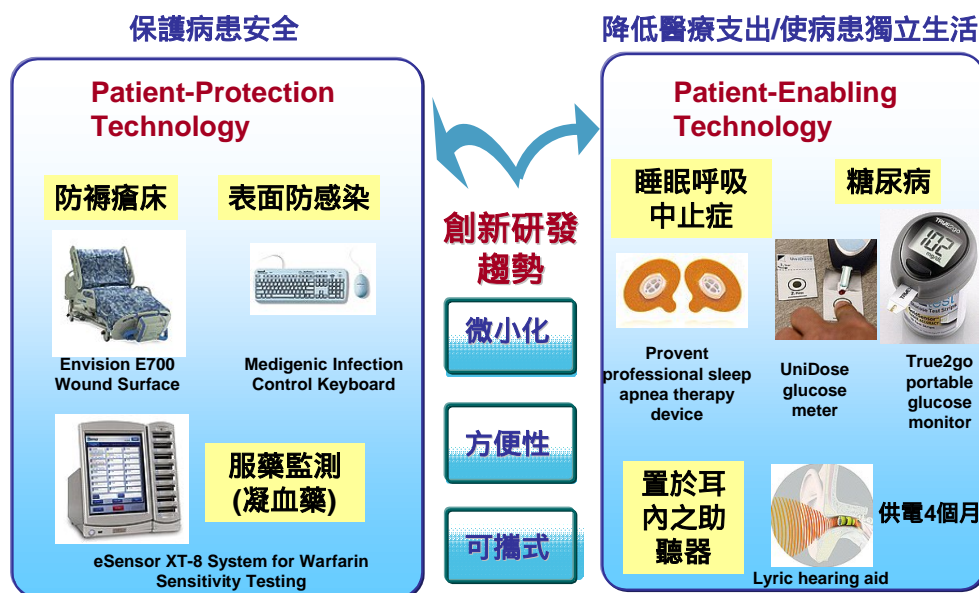 保護病患安全
降低醫療支出/使病患獨立生活
Patient-Protection
Technology
防褥瘡床
表面防感染
Envision E700
Wound Surface
Medigenic Infection
Control Keyboard
服藥監測
(凝血藥)
eSensor XT-8 System for Warfarin
Sensitivity Testing
創新研發
趨勢
微小化
方便性
可攜式
Patient-Enabling
Technology
睡眠呼吸
中止症
糖尿病
True2go
102
mg/dL
Provent
professional sleep
apnea therapy
device
UniDose
glucose
meter
True2go
portable
glucose
monitor
置於耳
內之助
聽器
供電4個月
Lyric hearing aid